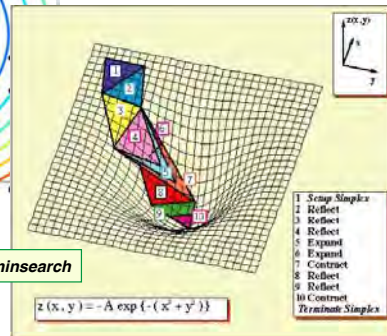 z(x,y)
x
y
1
2
3
4
5
6
7
8
9
10
1 Setup Simplex
2 Reflect
3 Reflect
4 Reflect
5 Expand
6 Expand
7 Contract
8 Reflect
9 Reflect
10 Contract
Terminate Simplex
minsearch
z(x,y) = -A exp{-(x² + y²)}